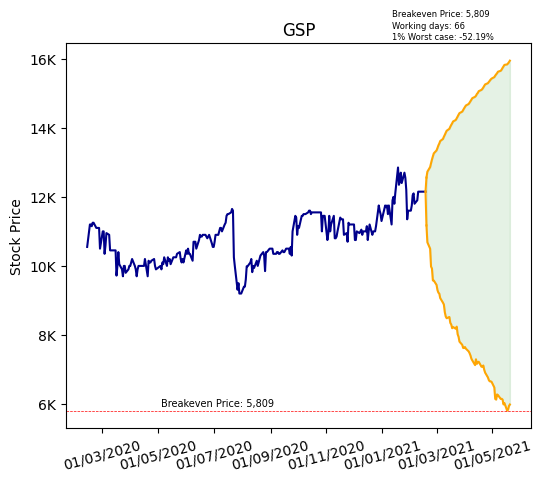 Breakeven Price: 5,809
Working days: 66
1% Worst case: -52.19%
GSP
Stock Price
16K
14K
12K
10K
8K
6K
Breakeven Price: 5,809
01/03/2020
01/05/2020
01/07/2020
01/09/2020
01/11/2020
01/01/2021
01/03/2021
01/05/2021